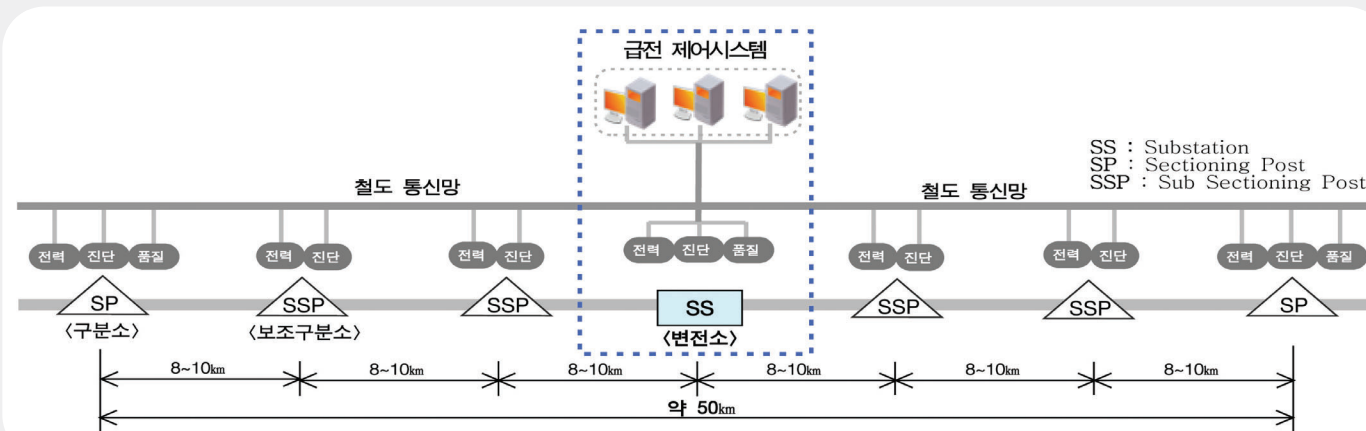 급전 제어시스템
SS : Substation
SP : Sectioning Post
SSP : Sub Sectioning Post
철도 통신망
철도 통신망
전력 진단 품질
전력 진단
전력 진단
전력 진단 품질
전력 진단
전력 진단
전력 진단 품질
SP
SSP
SSP
SS
SSP
SSP
SP
〈구분소〉
〈보조구분소〉
〈변전소〉
8~10km
8~10km
8~10km
8~10km
8~10km
8~10km
약 50km